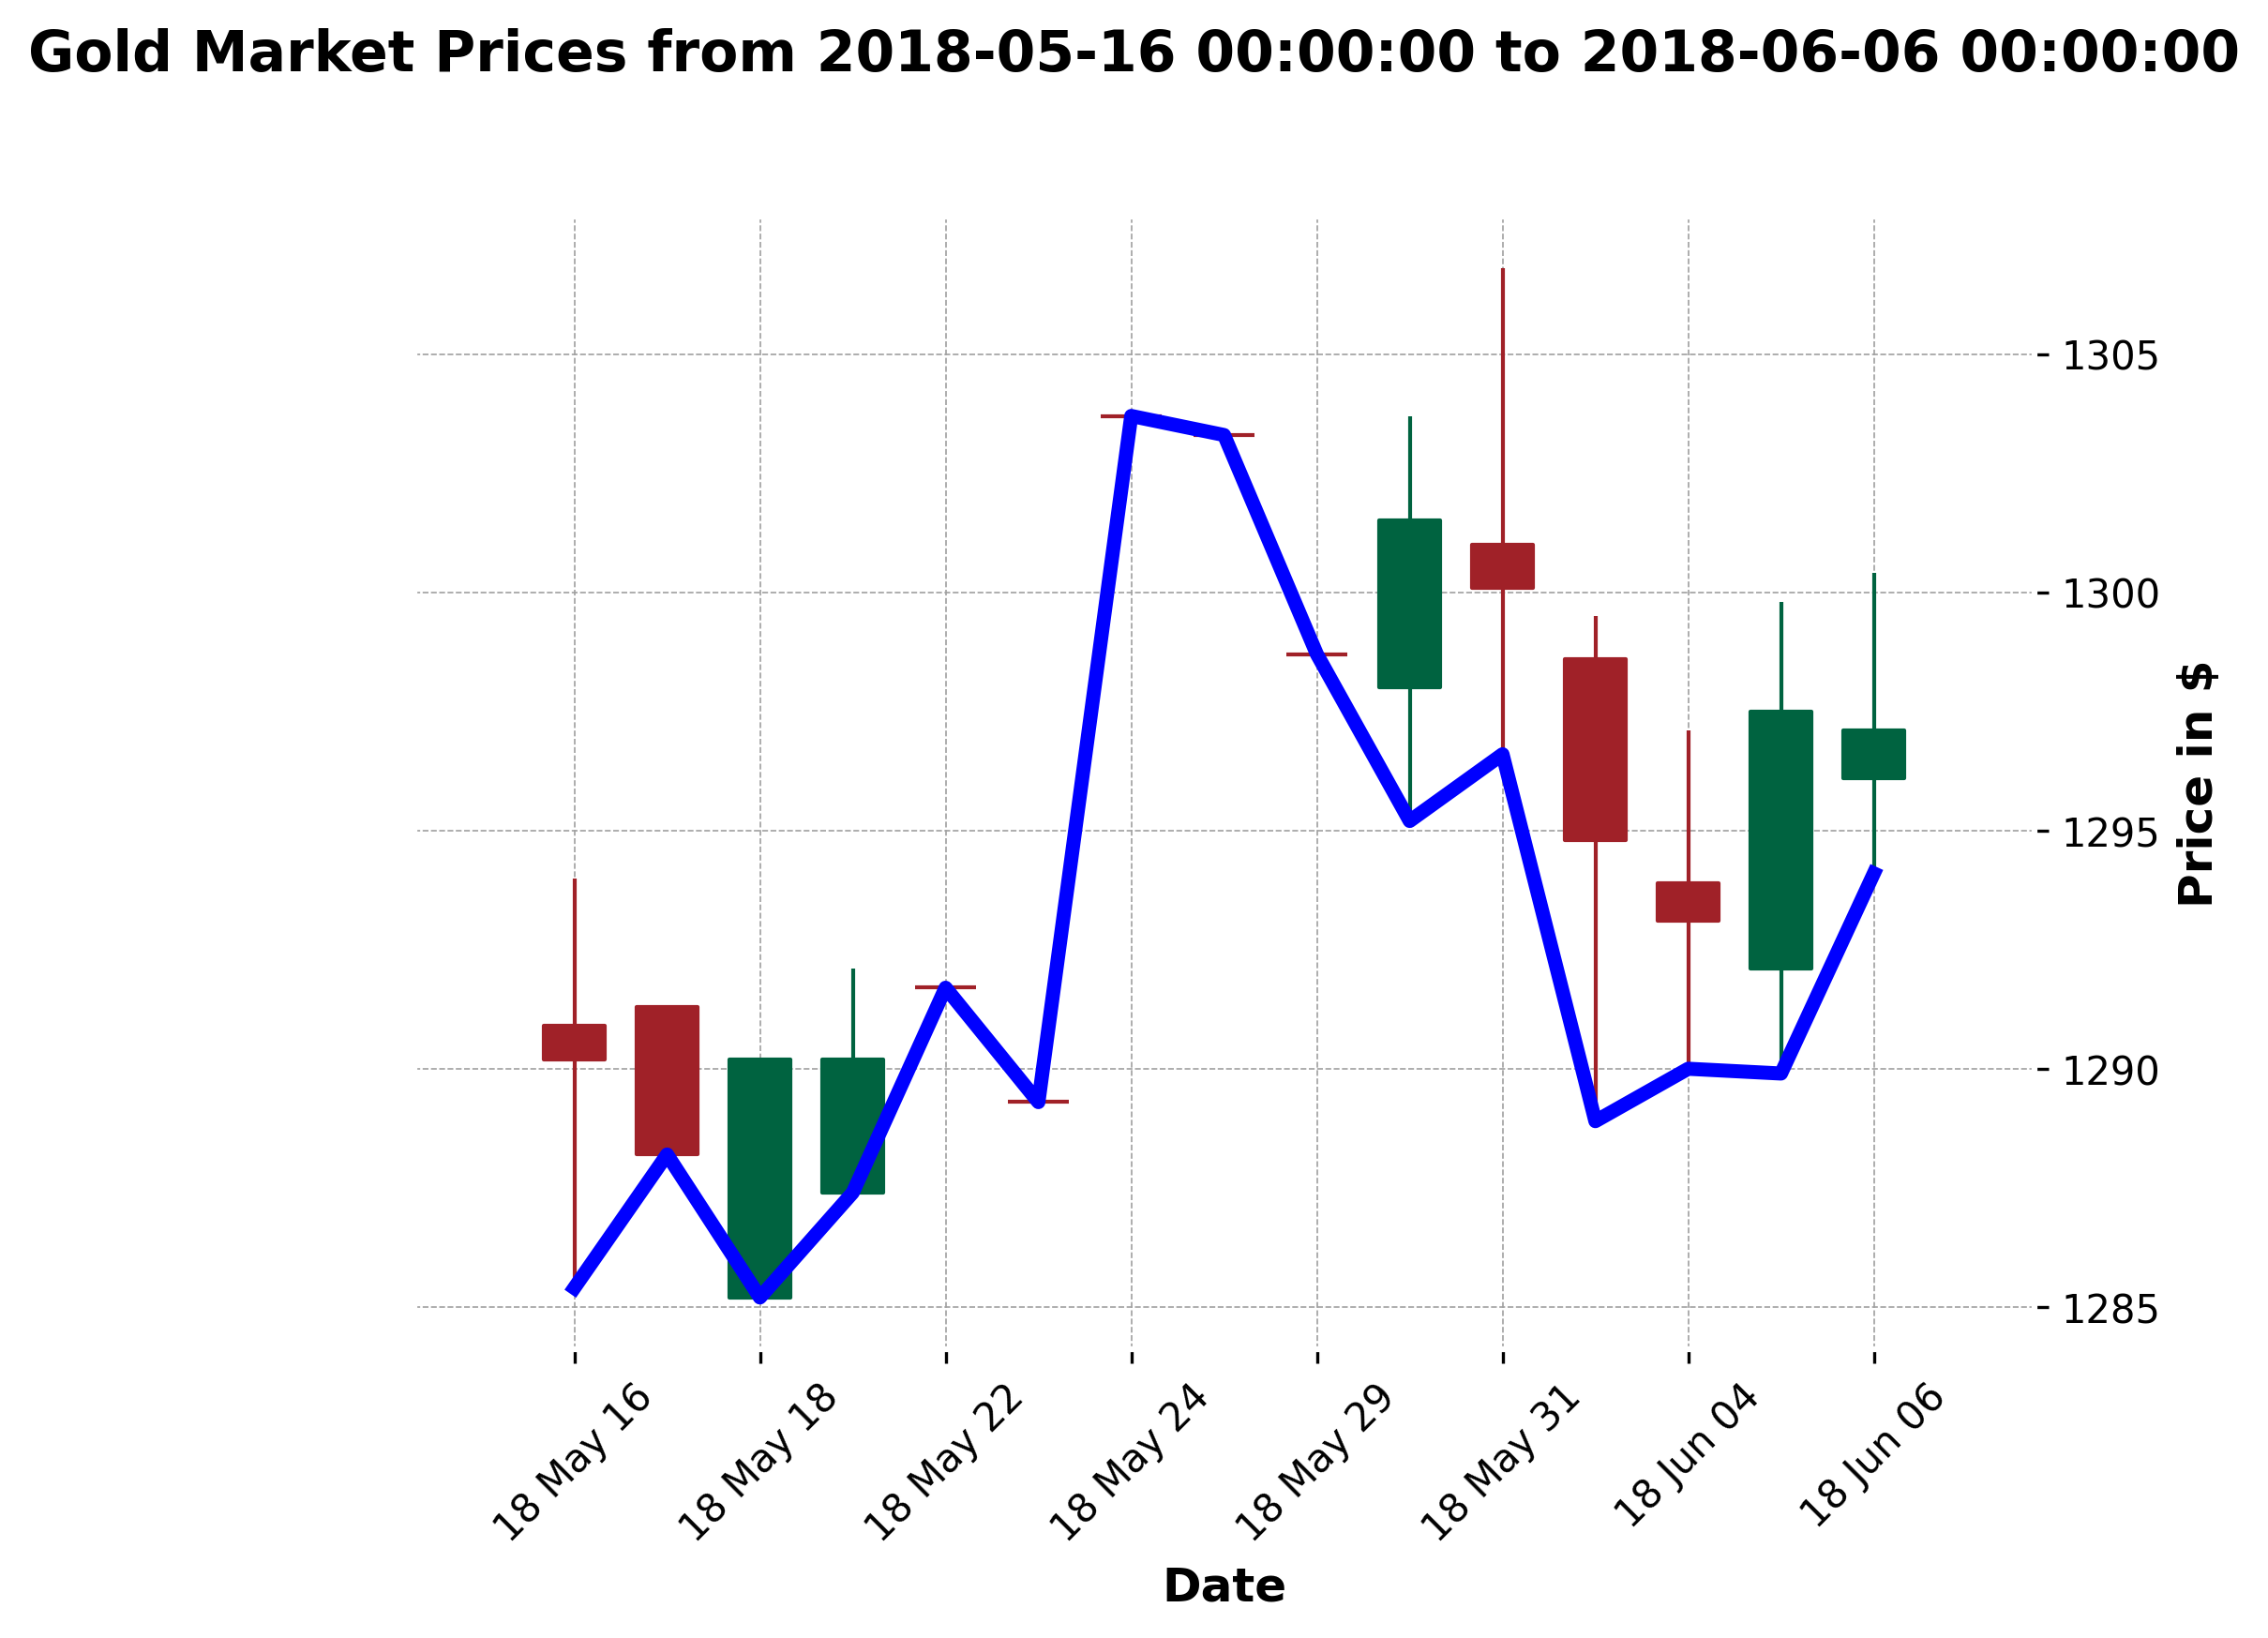 Gold Market Prices from 2018-05-16 00:00:00 to 2018-06-06 00:00:00
1305
1300
1295
1290
1285
Price in $
18 May 16
18 May 18
18 May 22
18 May 24
18 May 29
18 May 31
18 Jun 04
18 Jun 06
Date